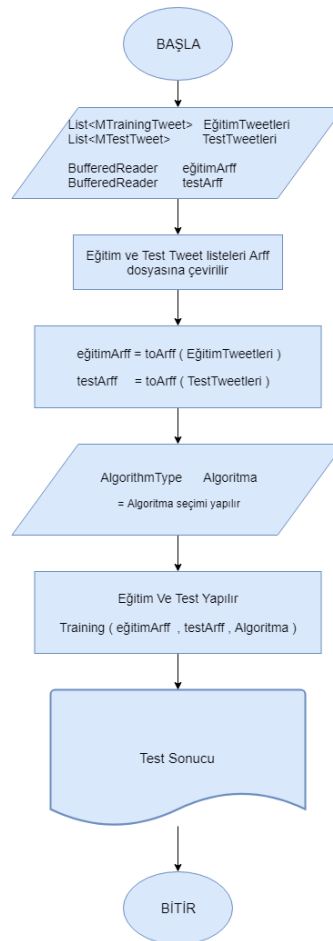 BAŞLA
List<MTrainingTweet> EğitimTweetleri
List<MTestTweet> TestTweetleri
BufferedReader eğitimArff
BufferedReader testArff
Eğitim ve Test Tweet listeleri Arff
dosyasına çevirilir
eğitimArff = toArff ( EğitimTweetleri )
testArff = toArff ( TestTweetleri )
AlgorithmType Algoritma
= Algoritma seçimi yapılır
Eğitim Ve Test Yapılır
Training ( eğitimArff , testArff , Algoritma )
Test Sonucu
BİTİR